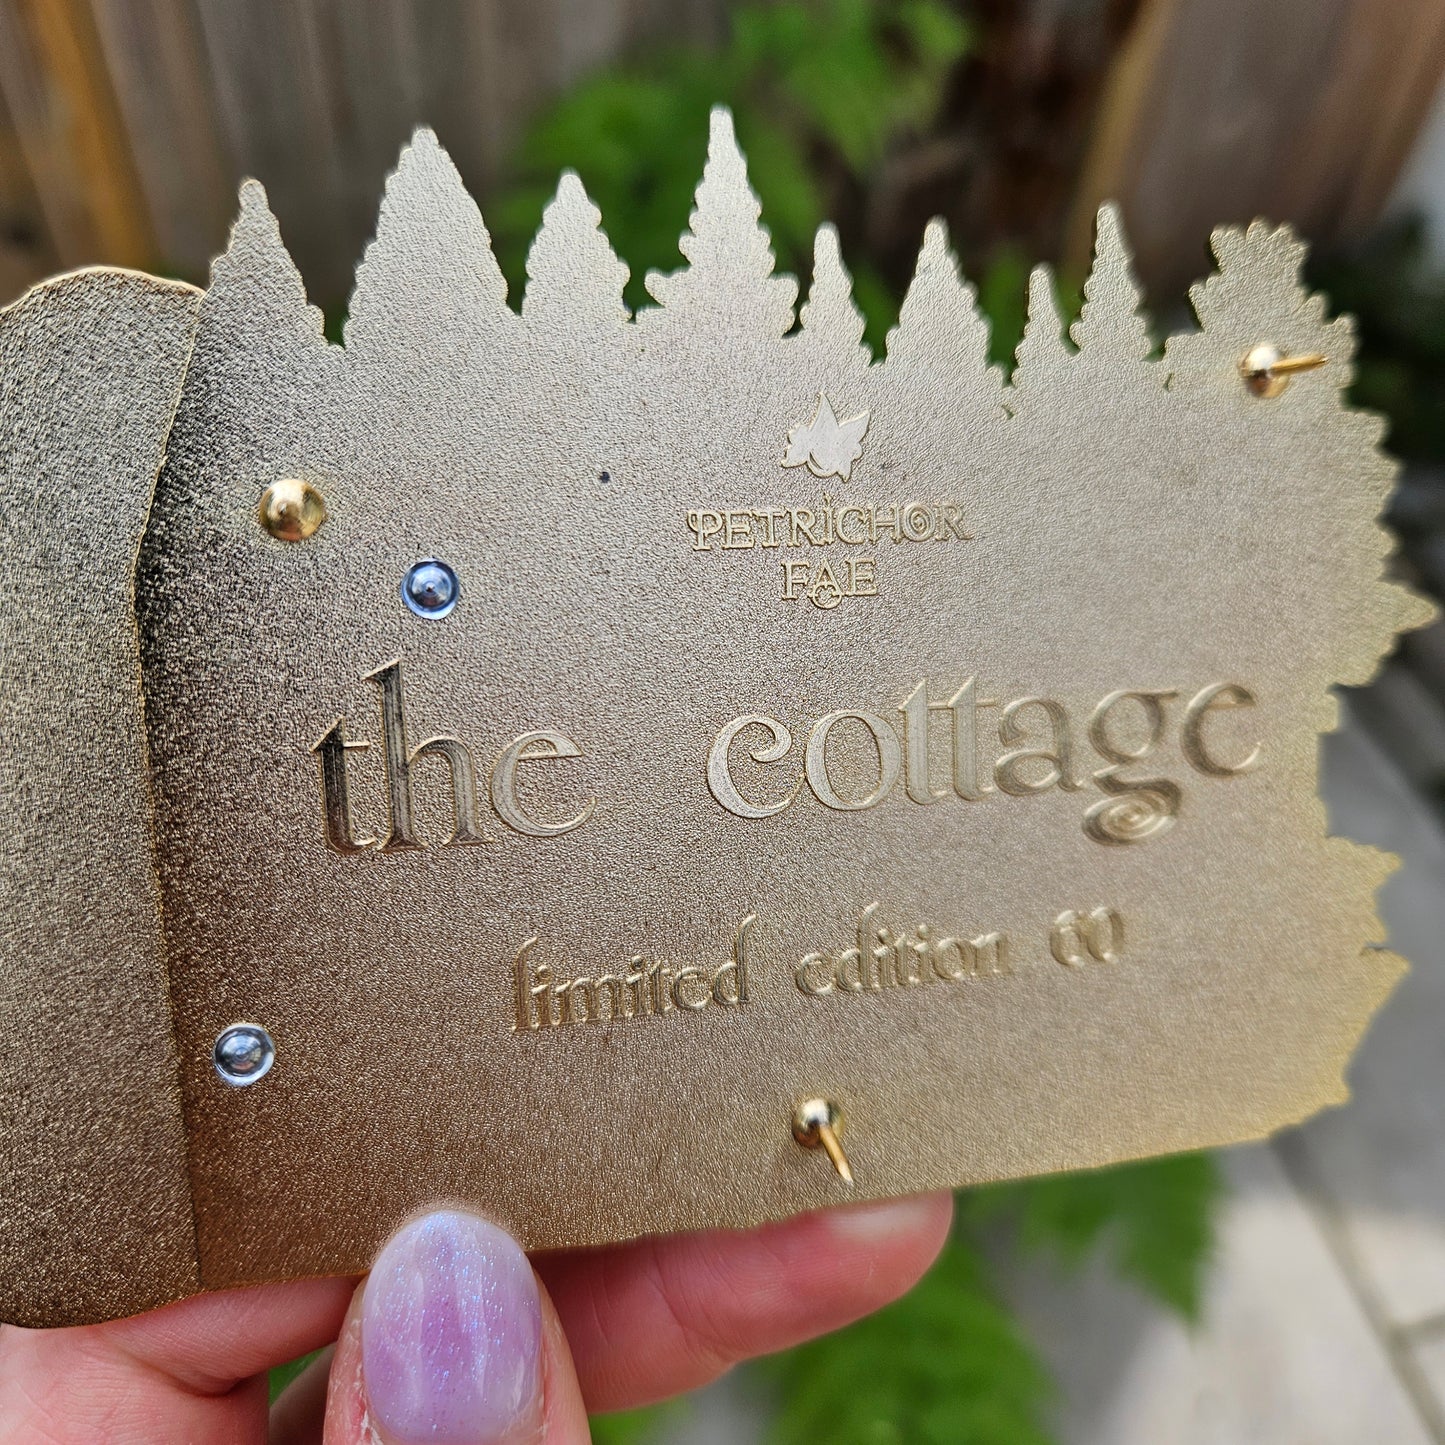 PETRICHOR
FAE
the cottage
limited edition 60